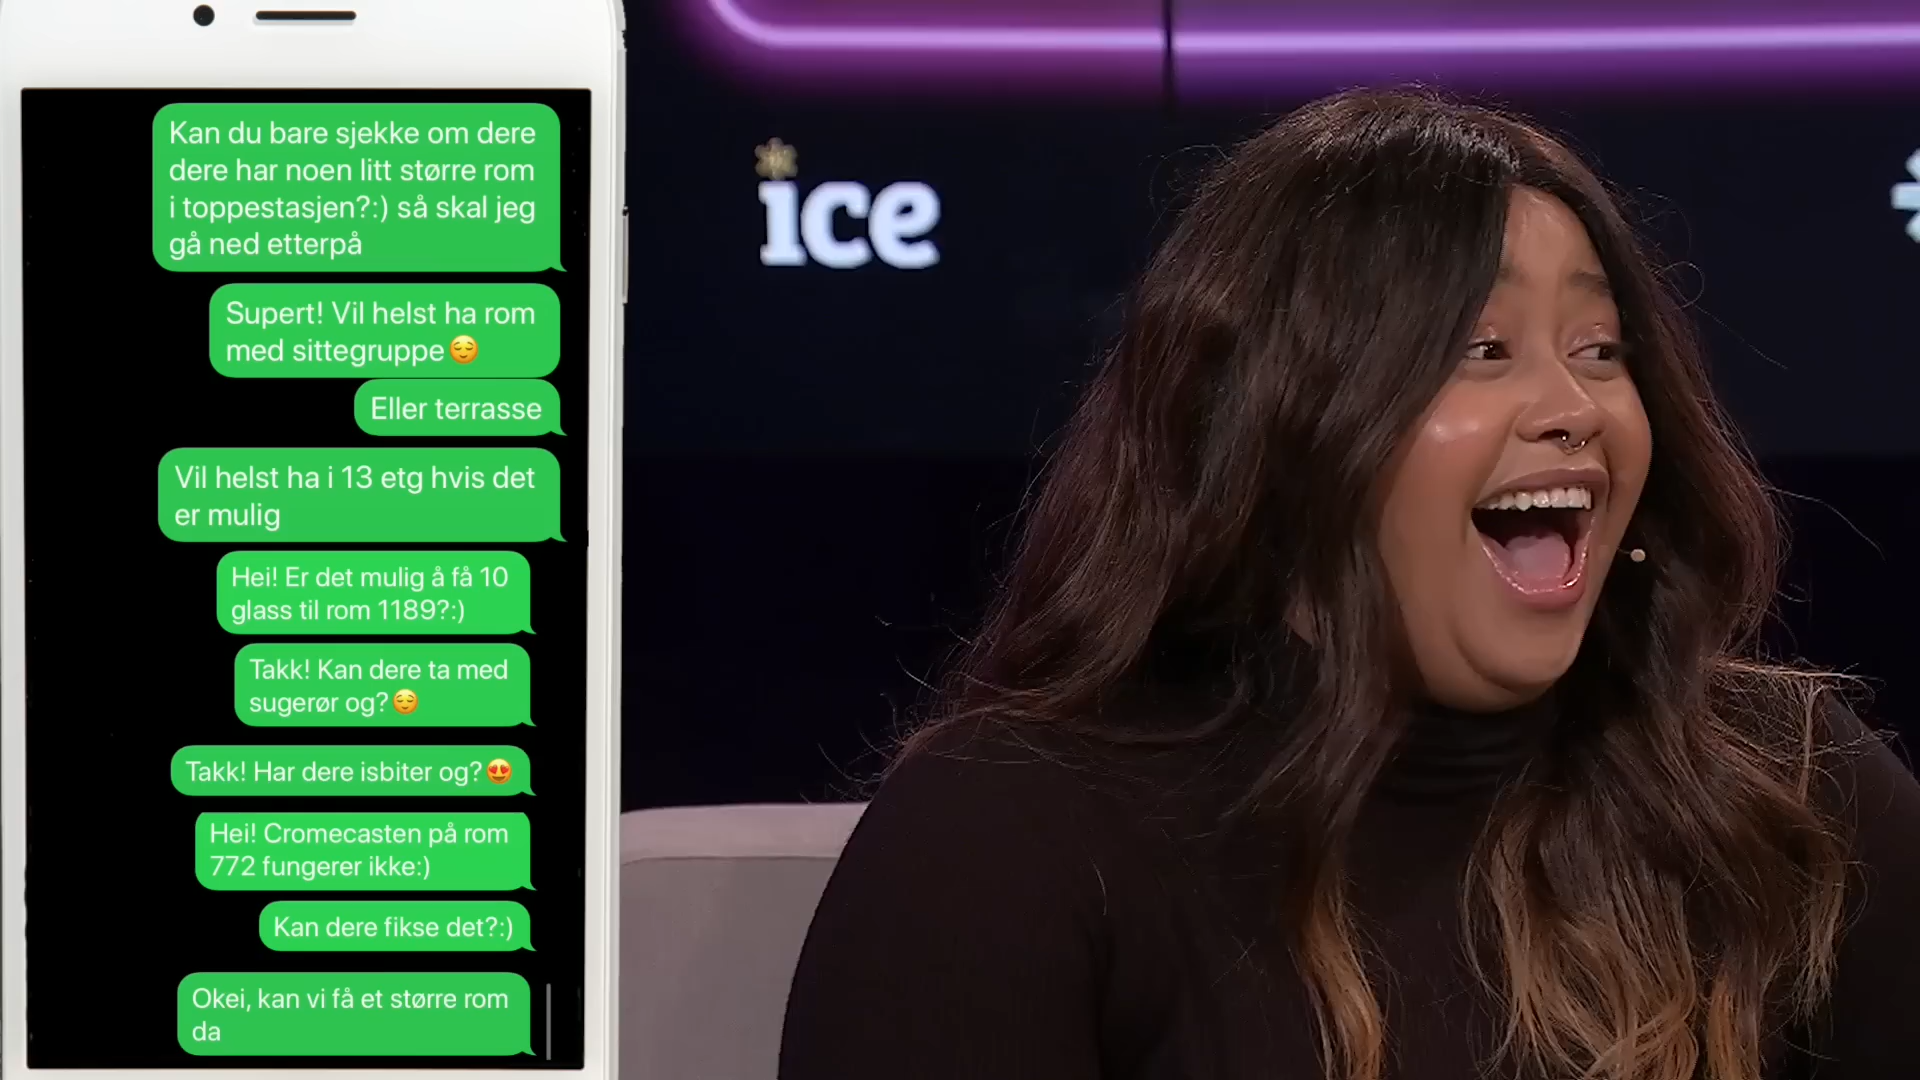 Kan du bare sjekke om dere
dere har noen litt større rom
i toppestasjen?:) så skal jeg
gå ned etterpå
Supert! Vil helst ha rom
med sittegruppe😌
Eller terrasse
Vil helst ha i 13 etg hvis det
er mulig
Hei! Er det mulig å få 10
glass til rom 1189?:)
Takk! Kan dere ta med
sugerør og?😌
Takk! Har dere isbiter og?😍
Hei! Cromecasten på rom
772 fungerer ikke:)
Kan dere fikse det?:)
Okei, kan vi få et større rom
da
ice